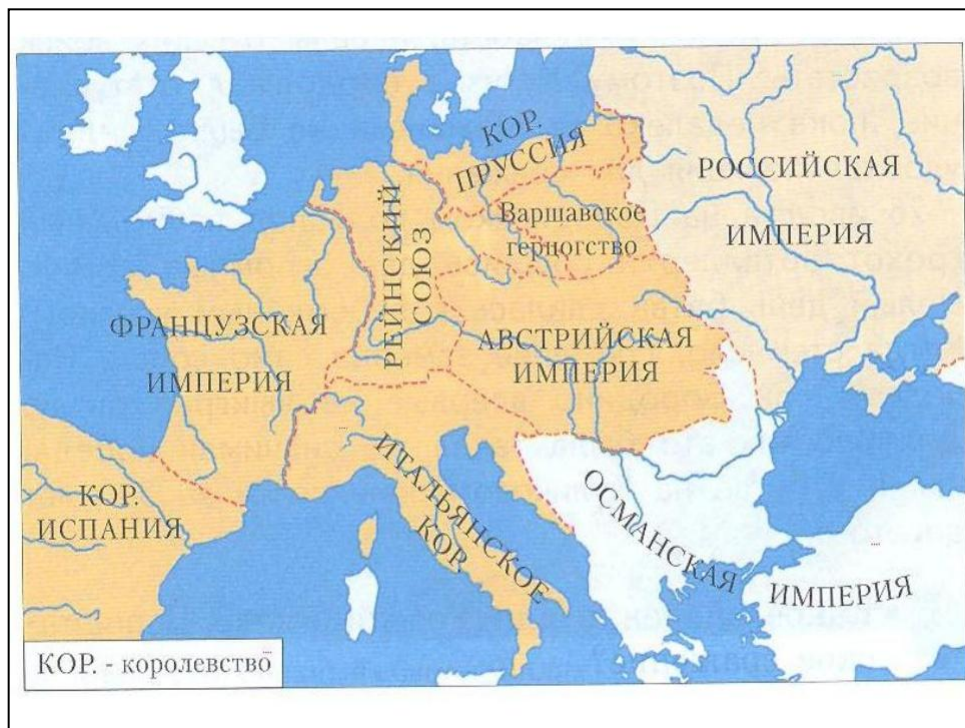 КОР.
ПРУССИЯ
РОССИЙСКАЯ
ИМПЕРИЯ
Варшавское
герцогство
РЕЙНСКИЙ
СОЮЗ
ФРАНЦУЗСКАЯ
ИМПЕРИЯ
АВСТРИЙСКАЯ
ИМПЕРИЯ
КОР.
ИСПАНИЯ
ИТАЛЬЯНСКОЕ
КОР.
ОСМАНСКАЯ
ИМПЕРИЯ
КОР. - королевство